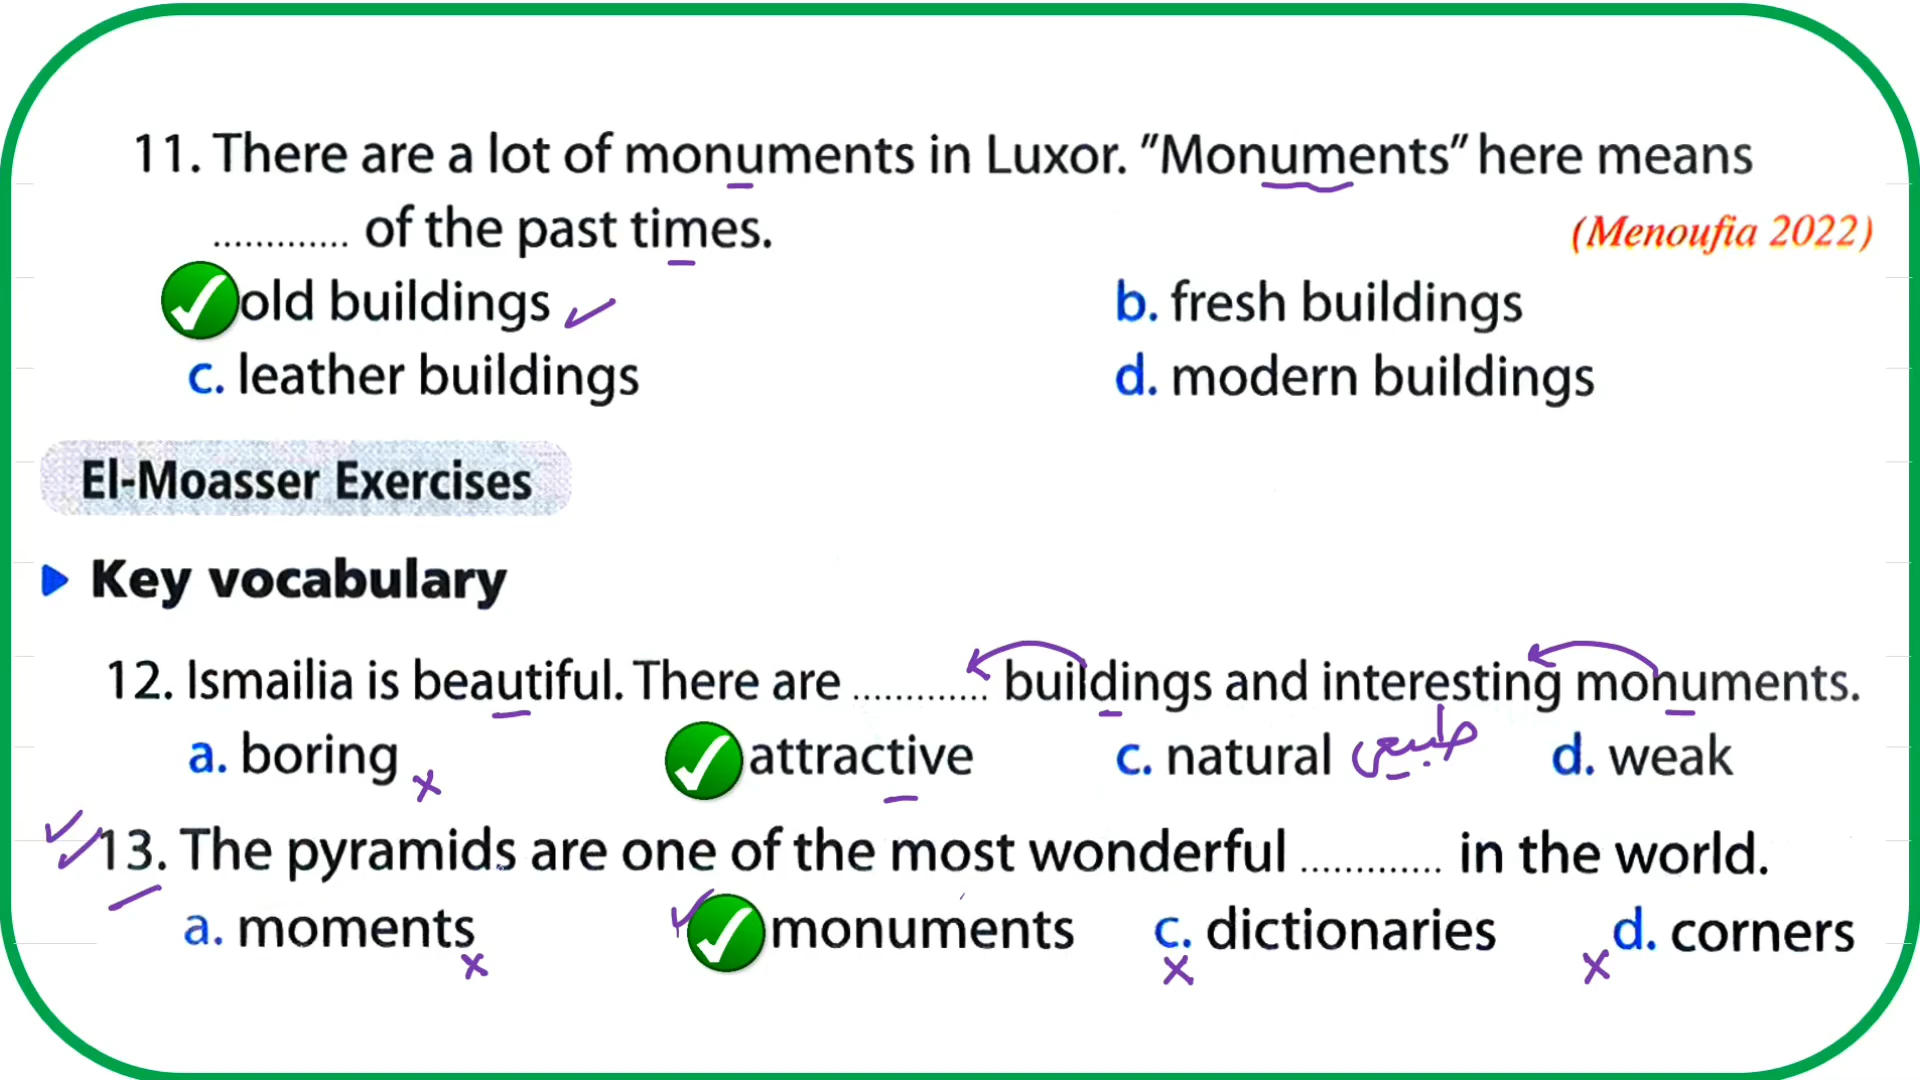 11. There are a lot of monuments in Luxor. "Monuments" here means
............. of the past times. (Menoufia 2022)
old buildings b. fresh buildings
c. leather buildings d. modern buildings
El-Moasser Exercises
Key vocabulary
12. Ismailia is beautiful. There are ............. buildings and interesting monuments.
a. boring attractive c. natural طبيعي d. weak
13. The pyramids are one of the most wonderful ............. in the world.
a. moments monuments c. dictionaries d. corners